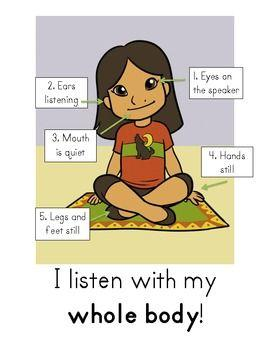 1. Eyes on
the speaker
2. Ears
listening
3. Mouth
is quiet
4. Hands
still
5. Legs and
feet still
I listen with my
whole body!